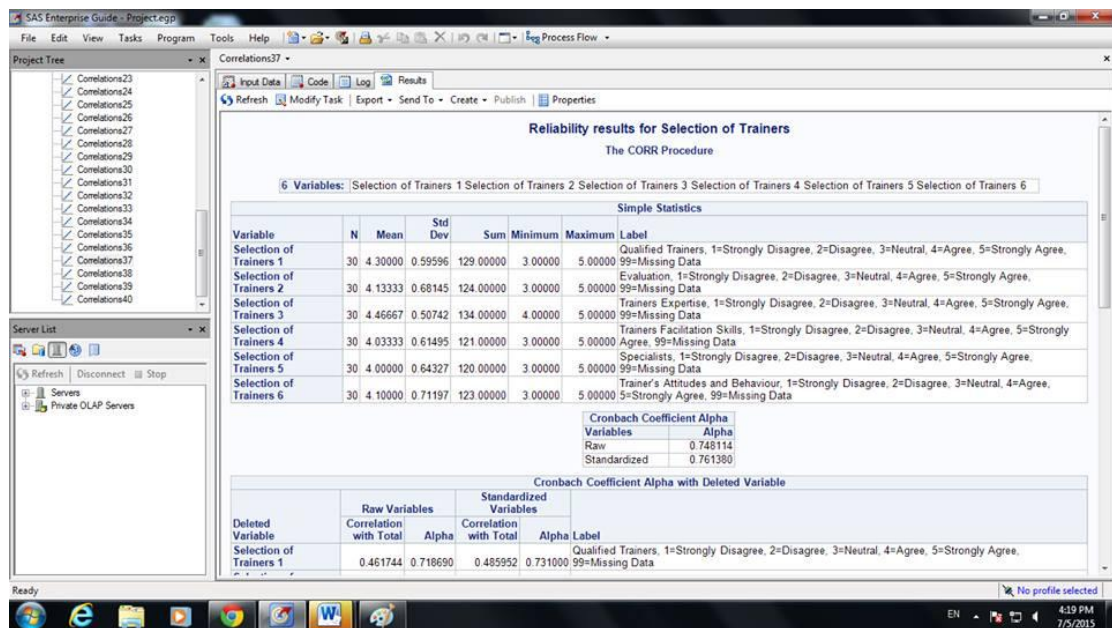 SAS Enterprise Guide - Project.egp
File Edit View Tasks Program Tools Help Process Flow
Project Tree
Correlations23
Correlations24
Correlations25
Correlations26
Correlations27
Correlations28
Correlations29
Correlations30
Correlations31
Correlations32
Correlations33
Correlations34
Correlations35
Correlations36
Correlations37
Correlations38
Correlations39
Correlations40
Server List
Refresh Disconnect Stop
Servers
Private OLAP Servers
Correlations37
Input Data Code Log Results
Refresh Modify Task Export Send To Create Publish Properties
Reliability results for Selection of Trainers
The CORR Procedure
6 Variables: Selection of Trainers 1 Selection of Trainers 2 Selection of Trainers 3 Selection of Trainers 4 Selection of Trainers 5 Selection of Trainers 6
Simple Statistics
Variable N Mean Std Dev Sum Minimum Maximum Label
Selection of Trainers 1 30 4.30000 0.59596 129.00000 3.00000 5.00000 Qualified Trainers, 1=Strongly Disagree, 2=Disagree, 3=Neutral, 4=Agree, 5=Strongly Agree, 99=Missing Data
Selection of Trainers 2 30 4.13333 0.68145 124.00000 3.00000 5.00000 Evaluation, 1=Strongly Disagree, 2=Disagree, 3=Neutral, 4=Agree, 5=Strongly Agree, 99=Missing Data
Selection of Trainers 3 30 4.46667 0.50742 134.00000 4.00000 5.00000 Trainers Expertise, 1=Strongly Disagree, 2=Disagree, 3=Neutral, 4=Agree, 5=Strongly Agree, 99=Missing Data
Selection of Trainers 4 30 4.03333 0.61495 121.00000 3.00000 5.00000 Trainers Facilitation Skills, 1=Strongly Disagree, 2=Disagree, 3=Neutral, 4=Agree, 5=Strongly Agree, 99=Missing Data
Selection of Trainers 5 30 4.00000 0.64327 120.00000 3.00000 5.00000 Specialists, 1=Strongly Disagree, 2=Disagree, 3=Neutral, 4=Agree, 5=Strongly Agree, 99=Missing Data
Selection of Trainers 6 30 4.10000 0.71197 123.00000 3.00000 5.00000 Trainer's Attitudes and Behaviour, 1=Strongly Disagree, 2=Disagree, 3=Neutral, 4=Agree, 5=Strongly Agree, 99=Missing Data
Cronbach Coefficient Alpha
Variables Alpha
Raw 0.748114
Standardized 0.761380
Cronbach Coefficient Alpha with Deleted Variable
Raw Variables Standardized Variables
Deleted Variable Correlation with Total Alpha Correlation with Total Alpha Label
Selection of Trainers 1 0.461744 0.718690 0.485952 0.731000 Qualified Trainers, 1=Strongly Disagree, 2=Disagree, 3=Neutral, 4=Agree, 5=Strongly Agree, 99=Missing Data
Ready
No profile selected
EN
4:19 PM
7/5/2015